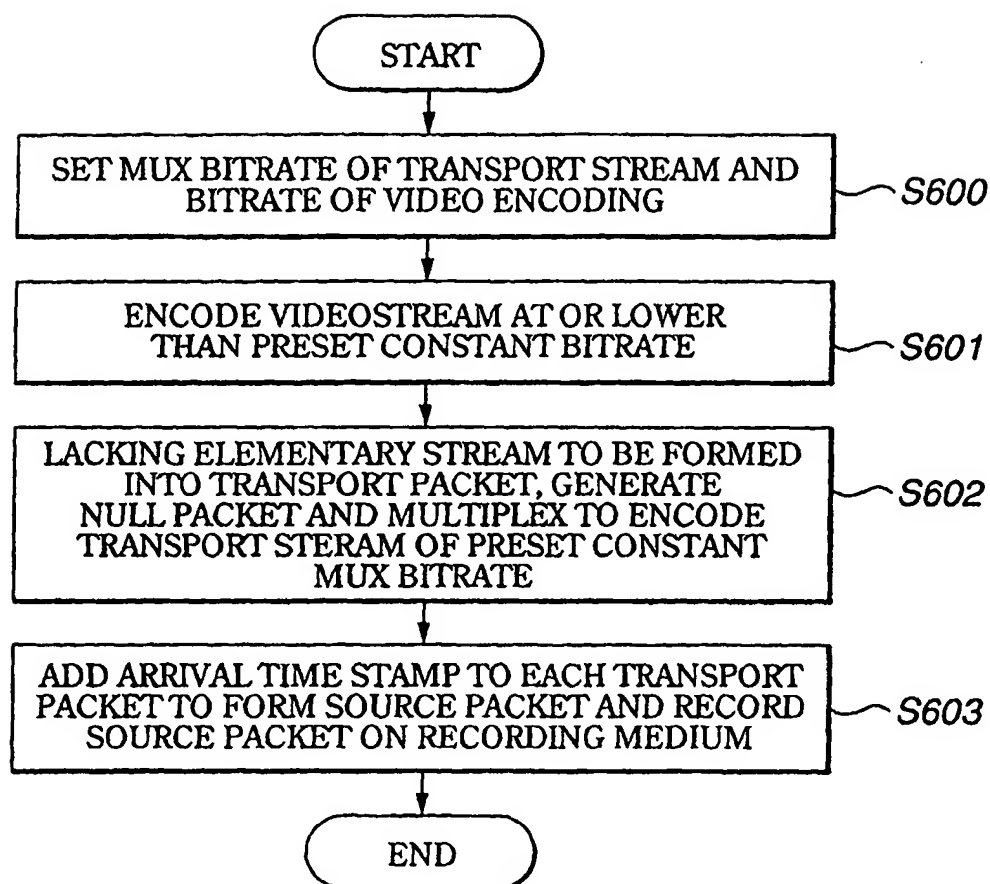 START
SET MUX BITRATE OF TRANSPORT STREAM AND
BITRATE OF VIDEO ENCODING
S600
ENCODE VIDEOSTREAM AT OR LOWER
THAN PRESET CONSTANT BITRATE
S601
LACKING ELEMENTARY STREAM TO BE FORMED
INTO TRANSPORT PACKET, GENERATE
NULL PACKET AND MULTIPLEX TO ENCODE
TRANSPORT STERAM OF PRESET CONSTANT
MUX BITRATE
S602
ADD ARRIVAL TIME STAMP TO EACH TRANSPORT
PACKET TO FORM SOURCE PACKET AND RECORD
SOURCE PACKET ON RECORDING MEDIUM
S603
END